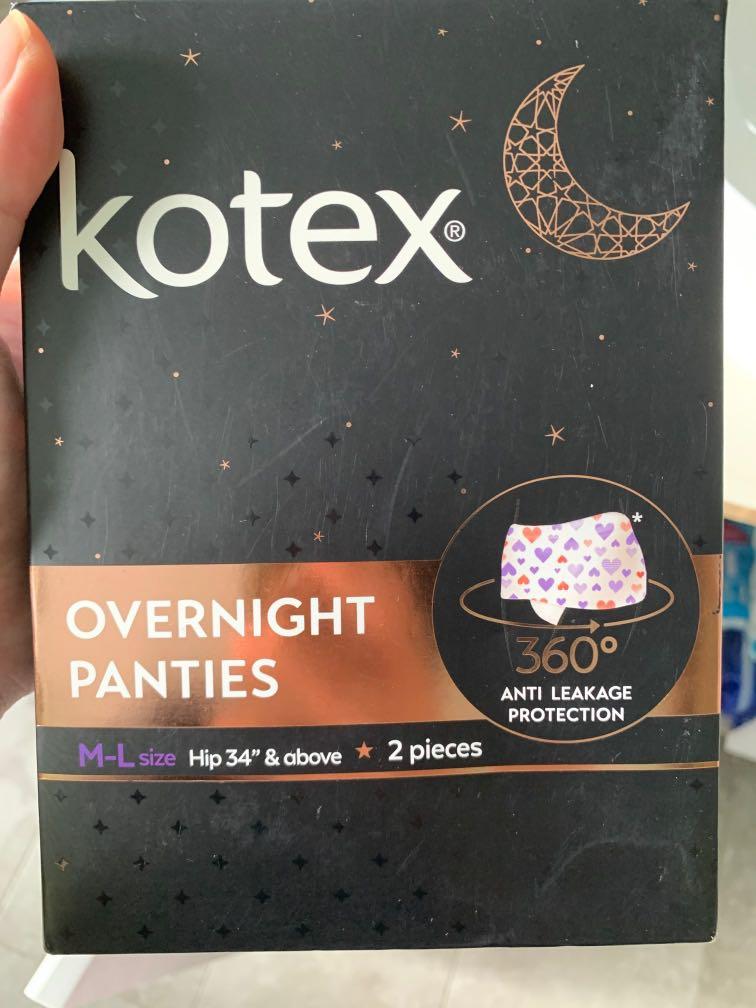 kotex®
*
OVERNIGHT
PANTIES
360°
ANTI LEAKAGE
PROTECTION
M-L size Hip 34" & above ★ 2 pieces